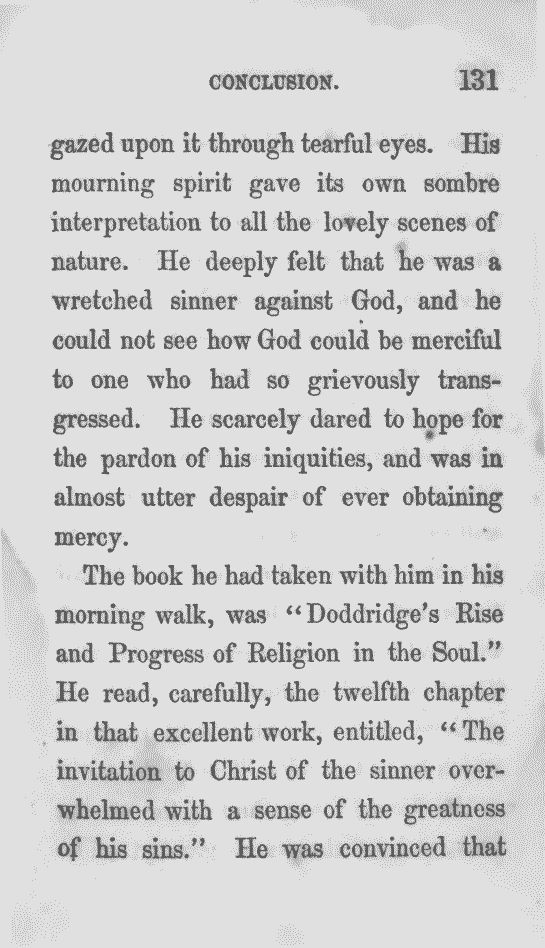 CONCLUSION. 131
gazed upon it through tearful eyes. His
mourning spirit gave its own sombre
interpretation to all the lovely scenes of
nature. He deeply felt that he was a
wretched sinner against God, and he
could not see how God could be merciful
to one who had so grievously trans-
gressed. He scarcely dared to hope for
the pardon of his iniquities, and was in
almost utter despair of ever obtaining
mercy.
The book he had taken with him in his
morning walk, was "Doddridge's Rise
and Progress of Religion in the Soul."
He read, carefully, the twelfth chapter
in that excellent work, entitled, "The
invitation to Christ of the sinner over-
whelmed with a sense of the greatness
of his sins." He was convinced that